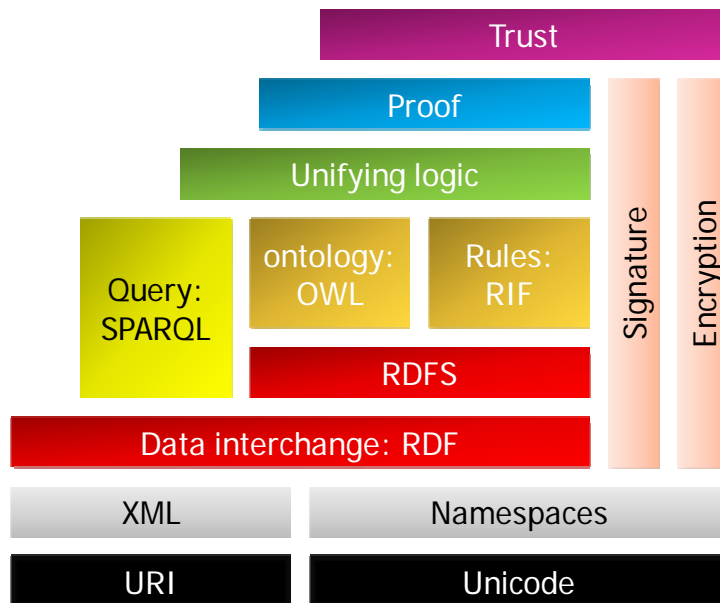 Trust
Proof
Unifying logic
Query:
SPARQL
ontology:
OWL
Rules:
RIF
RDFS
Data interchange: RDF
Signature
Encryption
XML
Namespaces
URI
Unicode